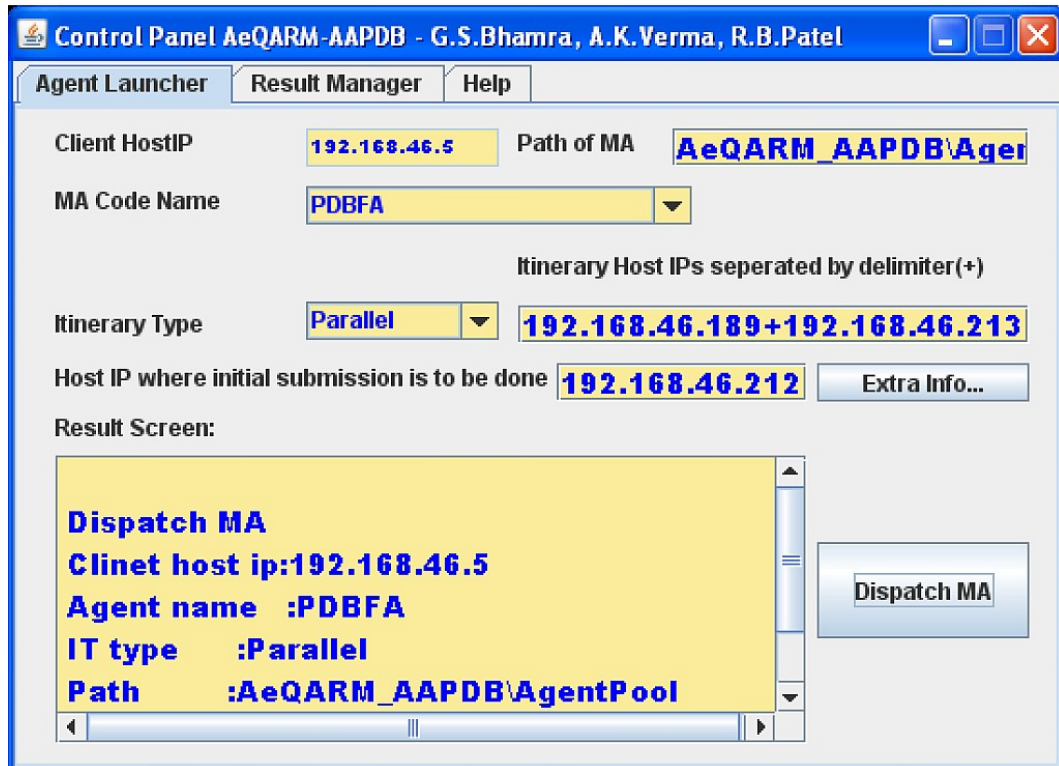 Control Panel AeQARM-AAPDB - G.S.Bhamra, A.K.Verma, R.B.Patel
Agent Launcher Result Manager Help
Client HostIP 192.168.46.5 Path of MA AeQARM_AAPDB\Agen
MA Code Name PDBFA
Itinerary Host IPs seperated by delimiter(+)
Itinerary Type Parallel 192.168.46.189+192.168.46.213
Host IP where initial submission is to be done 192.168.46.212 Extra Info...
Result Screen:
Dispatch MA
Clinet host ip:192.168.46.5
Agent name :PDBFA
IT type :Parallel
Path :AeQARM_AAPDB\AgentPool
Dispatch MA